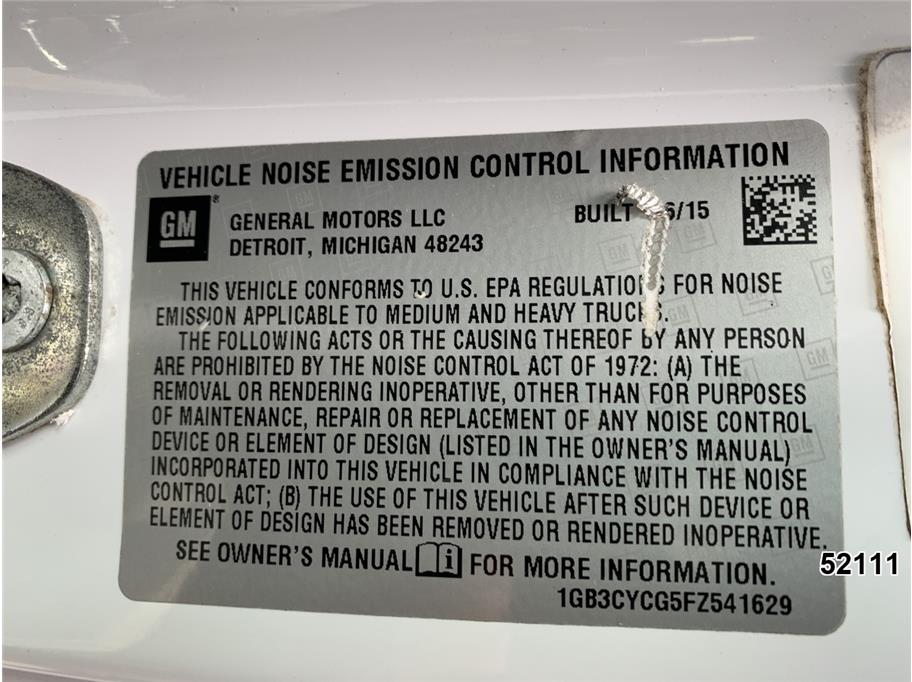 VEHICLE NOISE EMISSION CONTROL INFORMATION
GM ®
GENERAL MOTORS LLC
DETROIT, MICHIGAN 48243
BUILT 6/15
THIS VEHICLE CONFORMS TO U.S. EPA REGULATIONS FOR NOISE
EMISSION APPLICABLE TO MEDIUM AND HEAVY TRUCKS.
THE FOLLOWING ACTS OR THE CAUSING THEREOF BY ANY PERSON
ARE PROHIBITED BY THE NOISE CONTROL ACT OF 1972: (A) THE
REMOVAL OR RENDERING INOPERATIVE, OTHER THAN FOR PURPOSES
OF MAINTENANCE, REPAIR OR REPLACEMENT OF ANY NOISE CONTROL
DEVICE OR ELEMENT OF DESIGN (LISTED IN THE OWNER'S MANUAL)
INCORPORATED INTO THIS VEHICLE IN COMPLIANCE WITH THE NOISE
CONTROL ACT; (B) THE USE OF THIS VEHICLE AFTER SUCH DEVICE OR
ELEMENT OF DESIGN HAS BEEN REMOVED OR RENDERED INOPERATIVE.
SEE OWNER'S MANUAL FOR MORE INFORMATION.
1GB3CYCG5FZ541629
52111